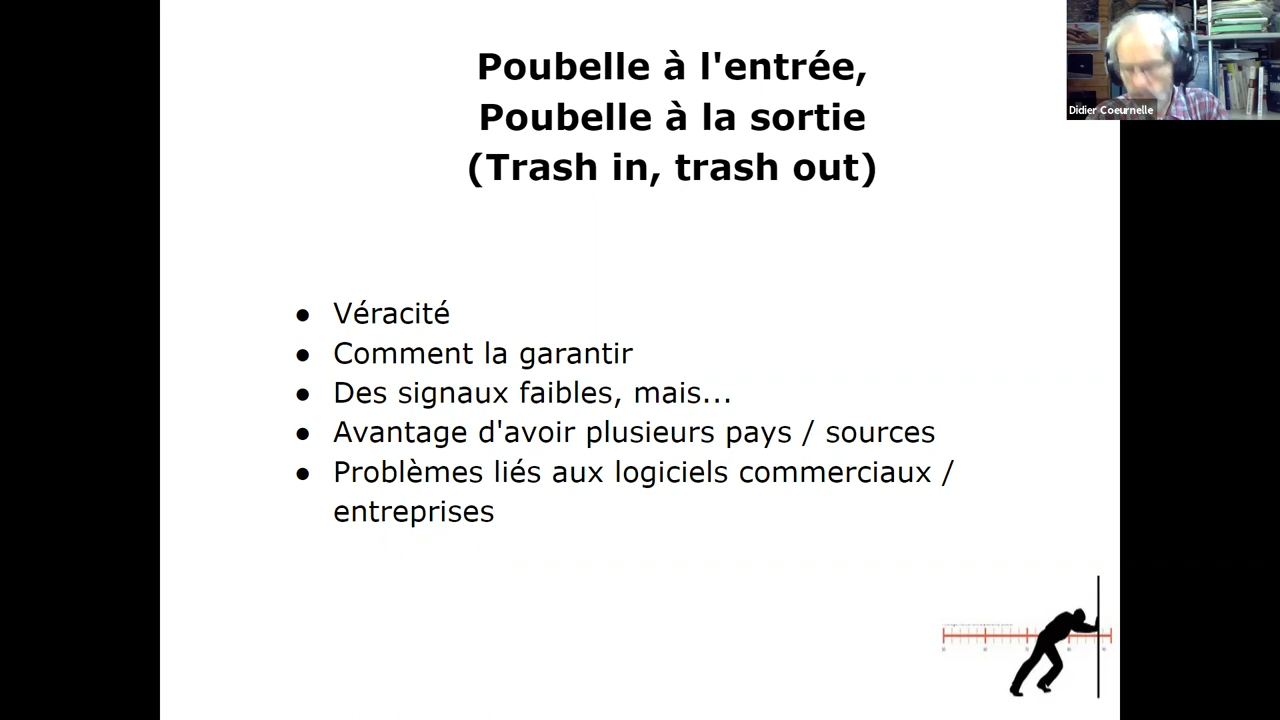 Poubelle à l'entrée,
Poubelle à la sortie
(Trash in, trash out)
Didier Coeurnelle
● Véracité
● Comment la garantir
● Des signaux faibles, mais...
● Avantage d'avoir plusieurs pays / sources
● Problèmes liés aux logiciels commerciaux /
entreprises